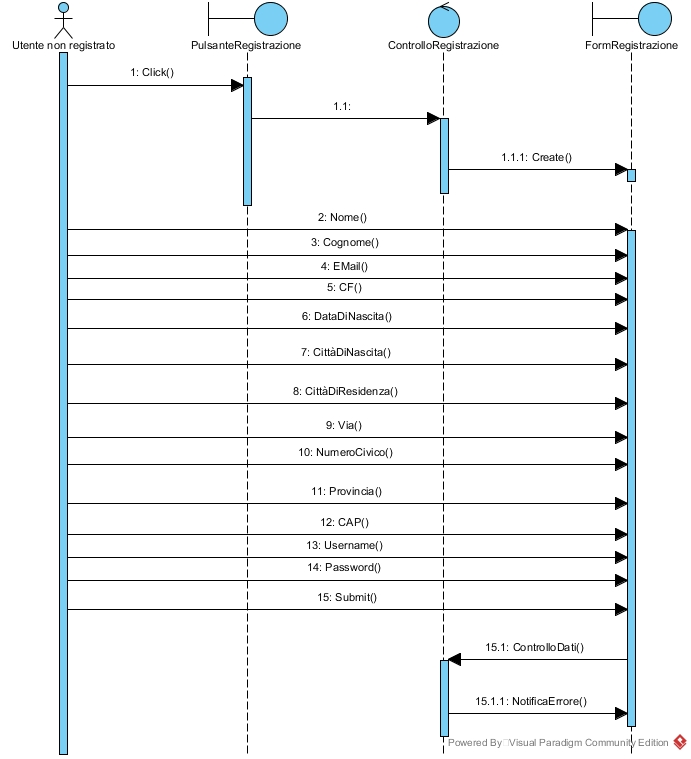 Utente non registrato
PulsanteRegistrazione
ControlloRegistrazione
FormRegistrazione
1: Click()
1.1:
1.1.1: Create()
2: Nome()
3: Cognome()
4: EMail()
5: CF()
6: DataDiNascita()
7: CittàDiNascita()
8: CittàDiResidenza()
9: Via()
10: NumeroCivico()
11: Provincia()
12: CAP()
13: Username()
14: Password()
15: Submit()
15.1: ControlloDati()
15.1.1: NotificaErrore()
Powered By Visual Paradigm Community Edition